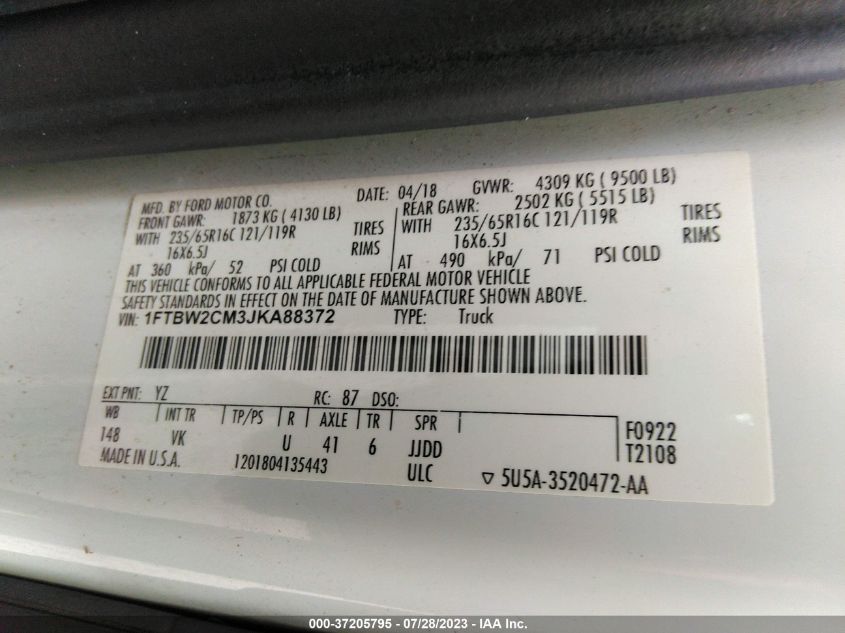 MFD. BY FORD MOTOR CO. DATE: 04/18 GVWR: 4309 KG ( 9500 LB)
FRONT GAWR: 1873 KG ( 4130 LB) REAR GAWR: 2502 KG ( 5515 LB)
WITH 235/65R16C 121/119R TIRES WITH 235/65R16C 121/119R TIRES
16X6.5J RIMS 16X6.5J RIMS
AT 360 kPa/ 52 PSI COLD AT 490 kPa/ 71 PSI COLD
THIS VEHICLE CONFORMS TO ALL APPLICABLE FEDERAL MOTOR VEHICLE
SAFETY STANDARDS IN EFFECT ON THE DATE OF MANUFACTURE SHOWN ABOVE.
VIN: 1FTBW2CM3JKA88372 TYPE: Truck
EXT PNT: YZ RC: 87 DSO:
WB INT TR TP/PS R AXLE TR SPR F0922
148 VK U 41 6 JJDD T2108
MADE IN U.S.A. 1201804135443 ULC ▽ 5U5A-3520472-AA
000-37205795 - 07/28/2023 - IAA Inc.